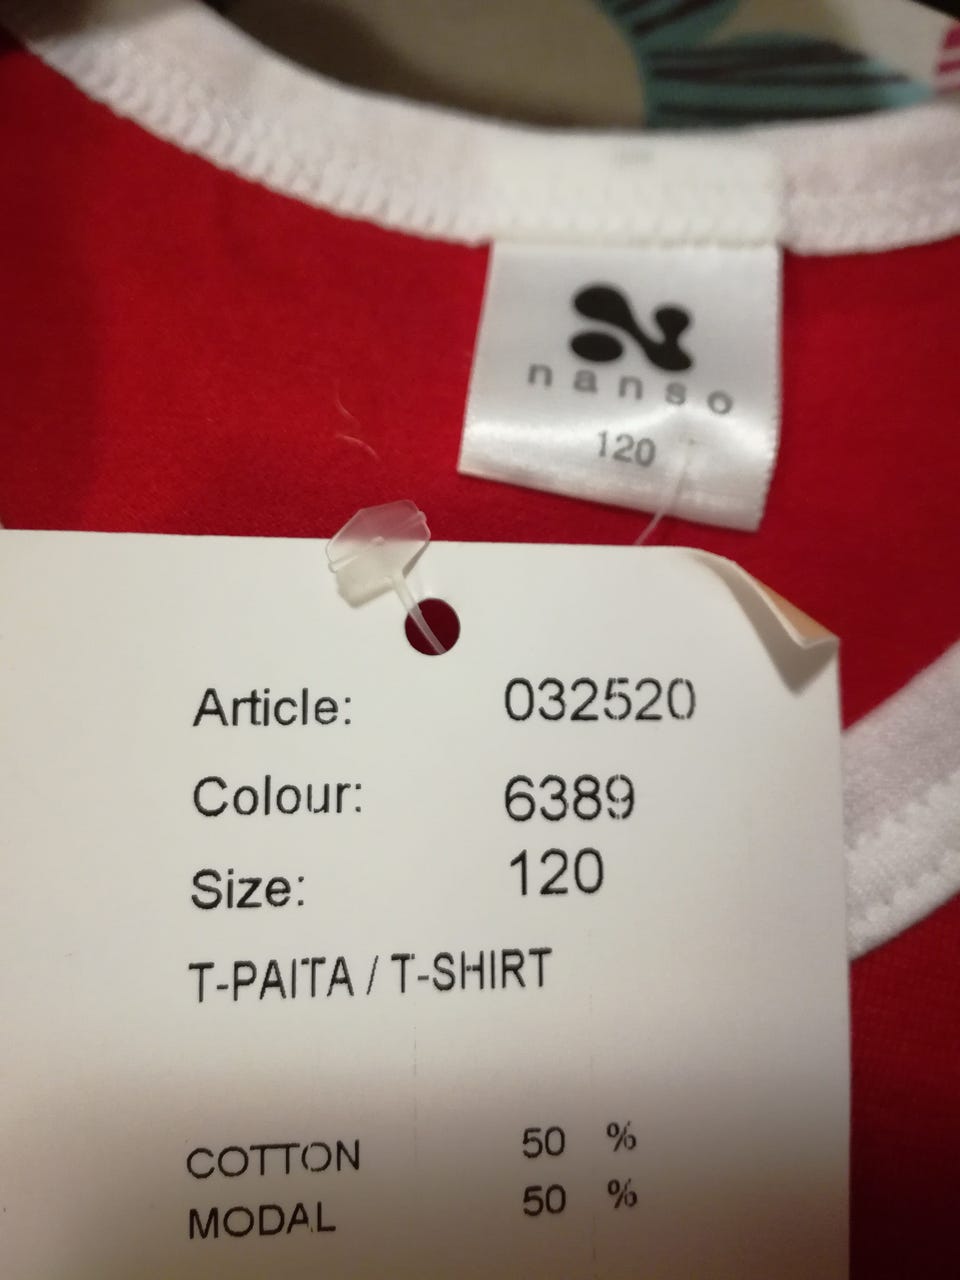 nanso
120
Article: 032520
Colour: 6389
Size: 120
T-PAITA / T-SHIRT
COTTON 50 %
MODAL 50 %